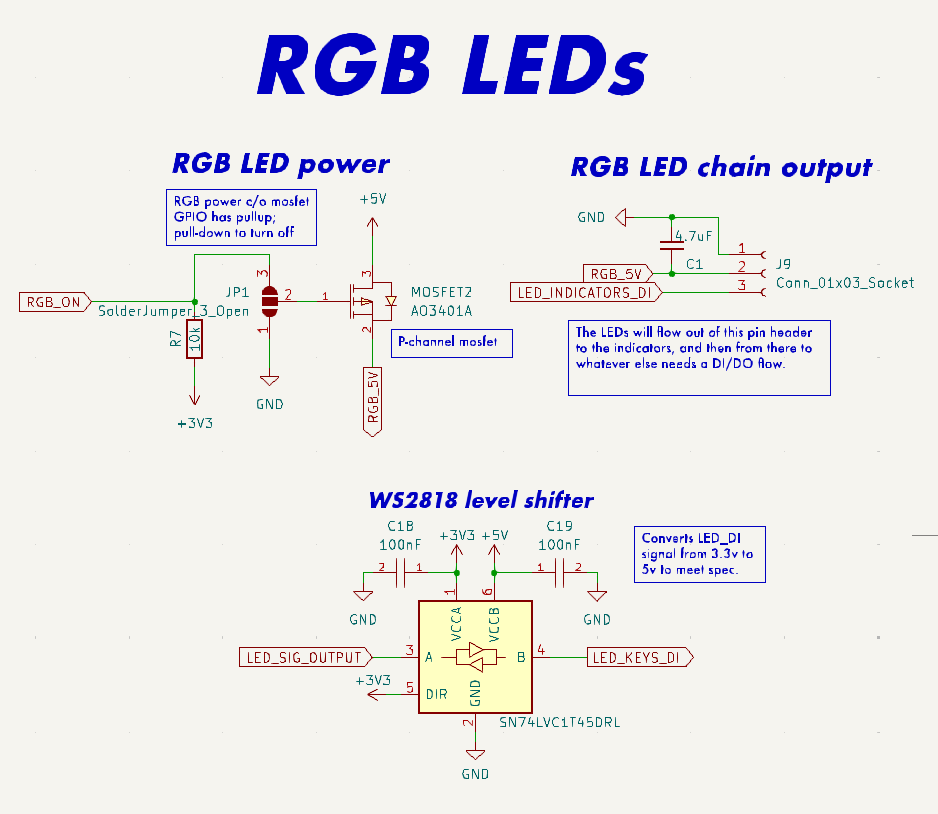 RGB LEDs
RGB LED power
RGB power c/o mosfet
GPIO has pullup;
pull-down to turn off
+5V
3
3
RGB_ON
JP1
2
1
MOSFET2
SolderJumper_3_Open
AO3401A
R7
10k
1
2
P-channel mosfet
GND
RGB_5V
+3V3
RGB LED chain output
GND
4.7uF
1
RGB_5V
C1
2
J9
LED_INDICATORS_DI
3
Conn_01x03_Socket
The LEDs will flow out of this pin header
to the indicators, and then from there to
whatever else needs a DI/DO flow.
WS2818 level shifter
C18
100nF
+3V3
+5V
C19
100nF
Converts LED_DI
signal from 3.3v to
5v to meet spec.
2
1
1
2
GND
1
6
GND
VCCA
VCCB
LED_SIG_OUTPUT
3
A
B
4
LED_KEYS_DI
+3V3
5
DIR
GND
2
SN74LVC1T45DRL
GND